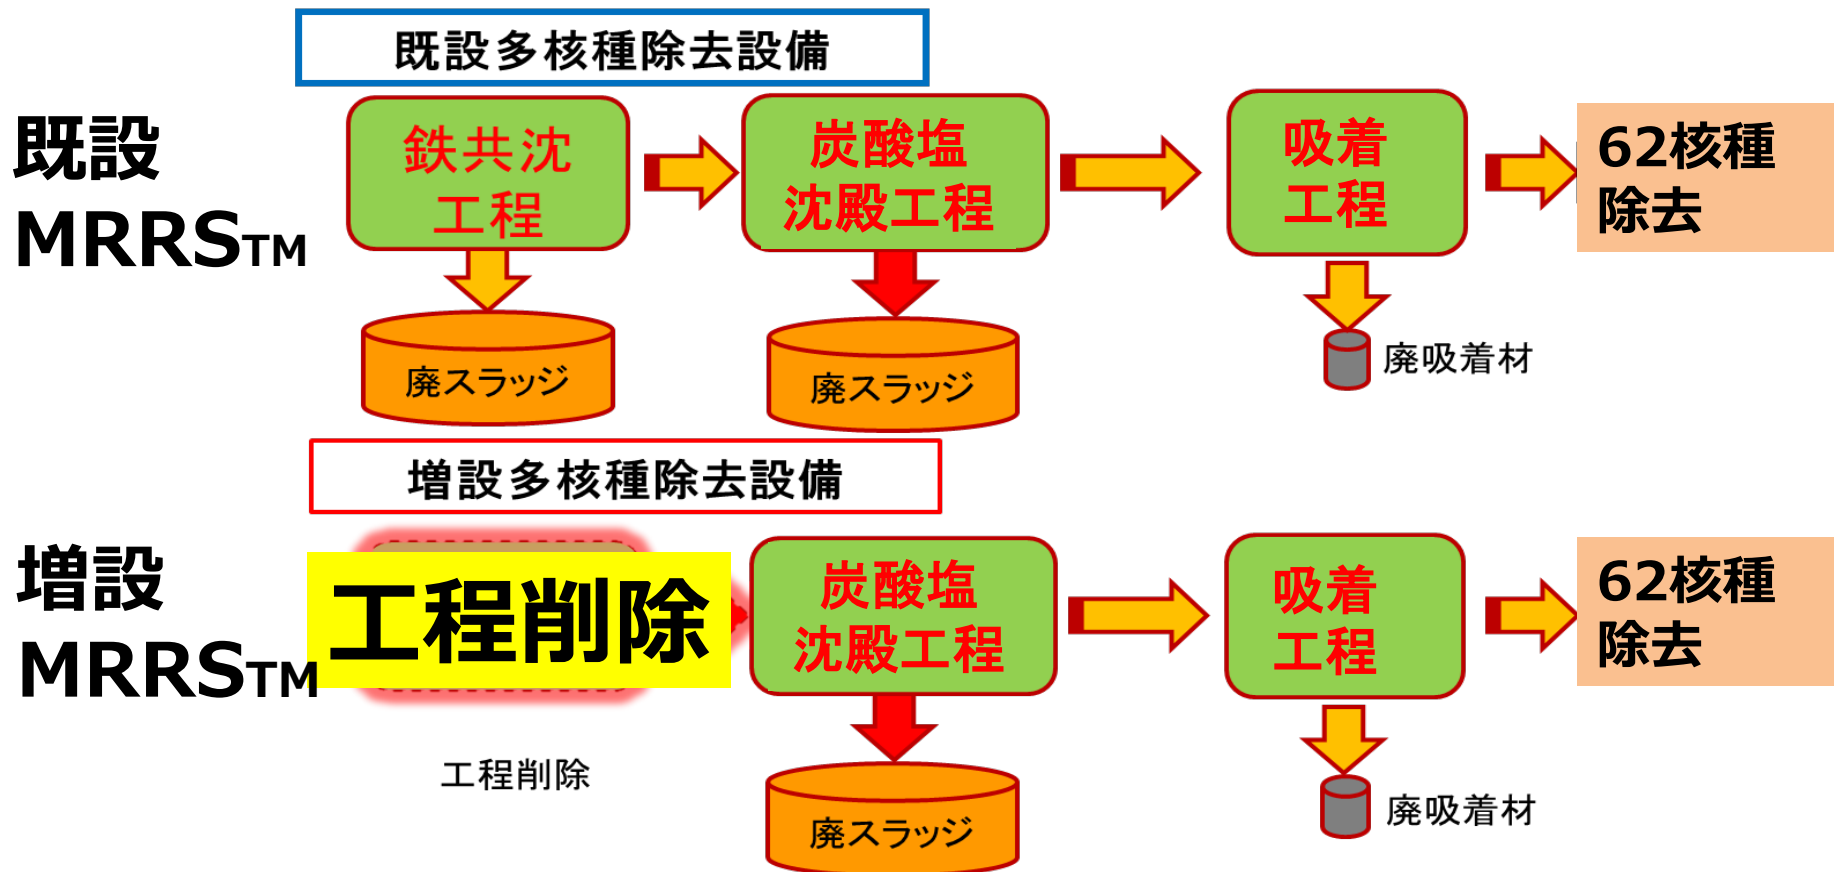 既設多核種除去設備
既設
MRRSTM
鉄共沈
工程
炭酸塩
沈殿工程
吸着
工程
62核種
除去
廃スラッジ
廃スラッジ
廃吸着材
増設多核種除去設備
増設
MRRSTM
工程削除
炭酸塩
沈殿工程
吸着
工程
62核種
除去
工程削除
廃スラッジ
廃吸着材